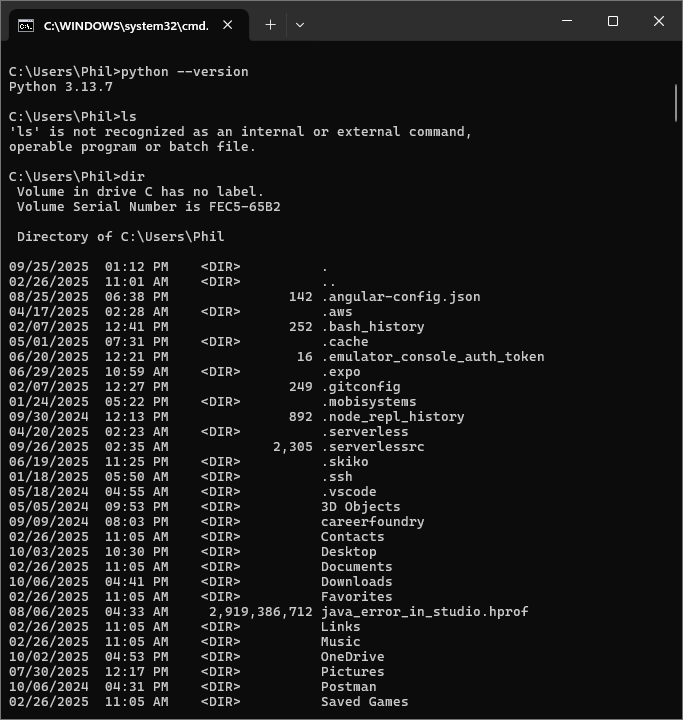 C:\WINDOWS\system32\cmd.
C:\Users\Phil>python --version
Python 3.13.7
C:\Users\Phil>ls
'ls' is not recognized as an internal or external command,
operable program or batch file.
C:\Users\Phil>dir
 Volume in drive C has no label.
 Volume Serial Number is FEC5-65B2
 Directory of C:\Users\Phil
09/25/2025  01:12 PM    <DIR>          .
02/26/2025  11:01 AM    <DIR>          ..
08/25/2025  06:38 PM               142 .angular-config.json
04/17/2025  02:28 AM    <DIR>          .aws
02/07/2025  12:41 PM               252 .bash_history
05/01/2025  07:31 PM    <DIR>          .cache
06/20/2025  12:21 PM                16 .emulator_console_auth_token
06/29/2025  10:59 AM    <DIR>          .expo
02/07/2025  12:27 PM               249 .gitconfig
01/24/2025  05:22 PM    <DIR>          .mobisystems
09/30/2024  12:13 PM               892 .node_repl_history
04/20/2025  02:23 AM    <DIR>          .serverless
09/26/2025  02:35 AM             2,305 .serverlessrc
06/19/2025  11:25 PM    <DIR>          .skiko
01/18/2025  05:50 AM    <DIR>          .ssh
05/18/2024  04:55 AM    <DIR>          .vscode
05/05/2024  09:53 PM    <DIR>          3D Objects
09/09/2024  08:03 PM    <DIR>          careerfoundry
02/26/2025  11:05 AM    <DIR>          Contacts
10/03/2025  10:30 PM    <DIR>          Desktop
02/26/2025  11:05 AM    <DIR>          Documents
10/06/2025  04:41 PM    <DIR>          Downloads
02/26/2025  11:05 AM    <DIR>          Favorites
08/06/2025  04:33 AM     2,919,386,712 java_error_in_studio.hprof
02/26/2025  11:05 AM    <DIR>          Links
02/26/2025  11:05 AM    <DIR>          Music
10/02/2025  04:53 PM    <DIR>          OneDrive
07/30/2025  12:17 PM    <DIR>          Pictures
10/06/2024  04:31 PM    <DIR>          Postman
02/26/2025  11:05 AM    <DIR>          Saved Games